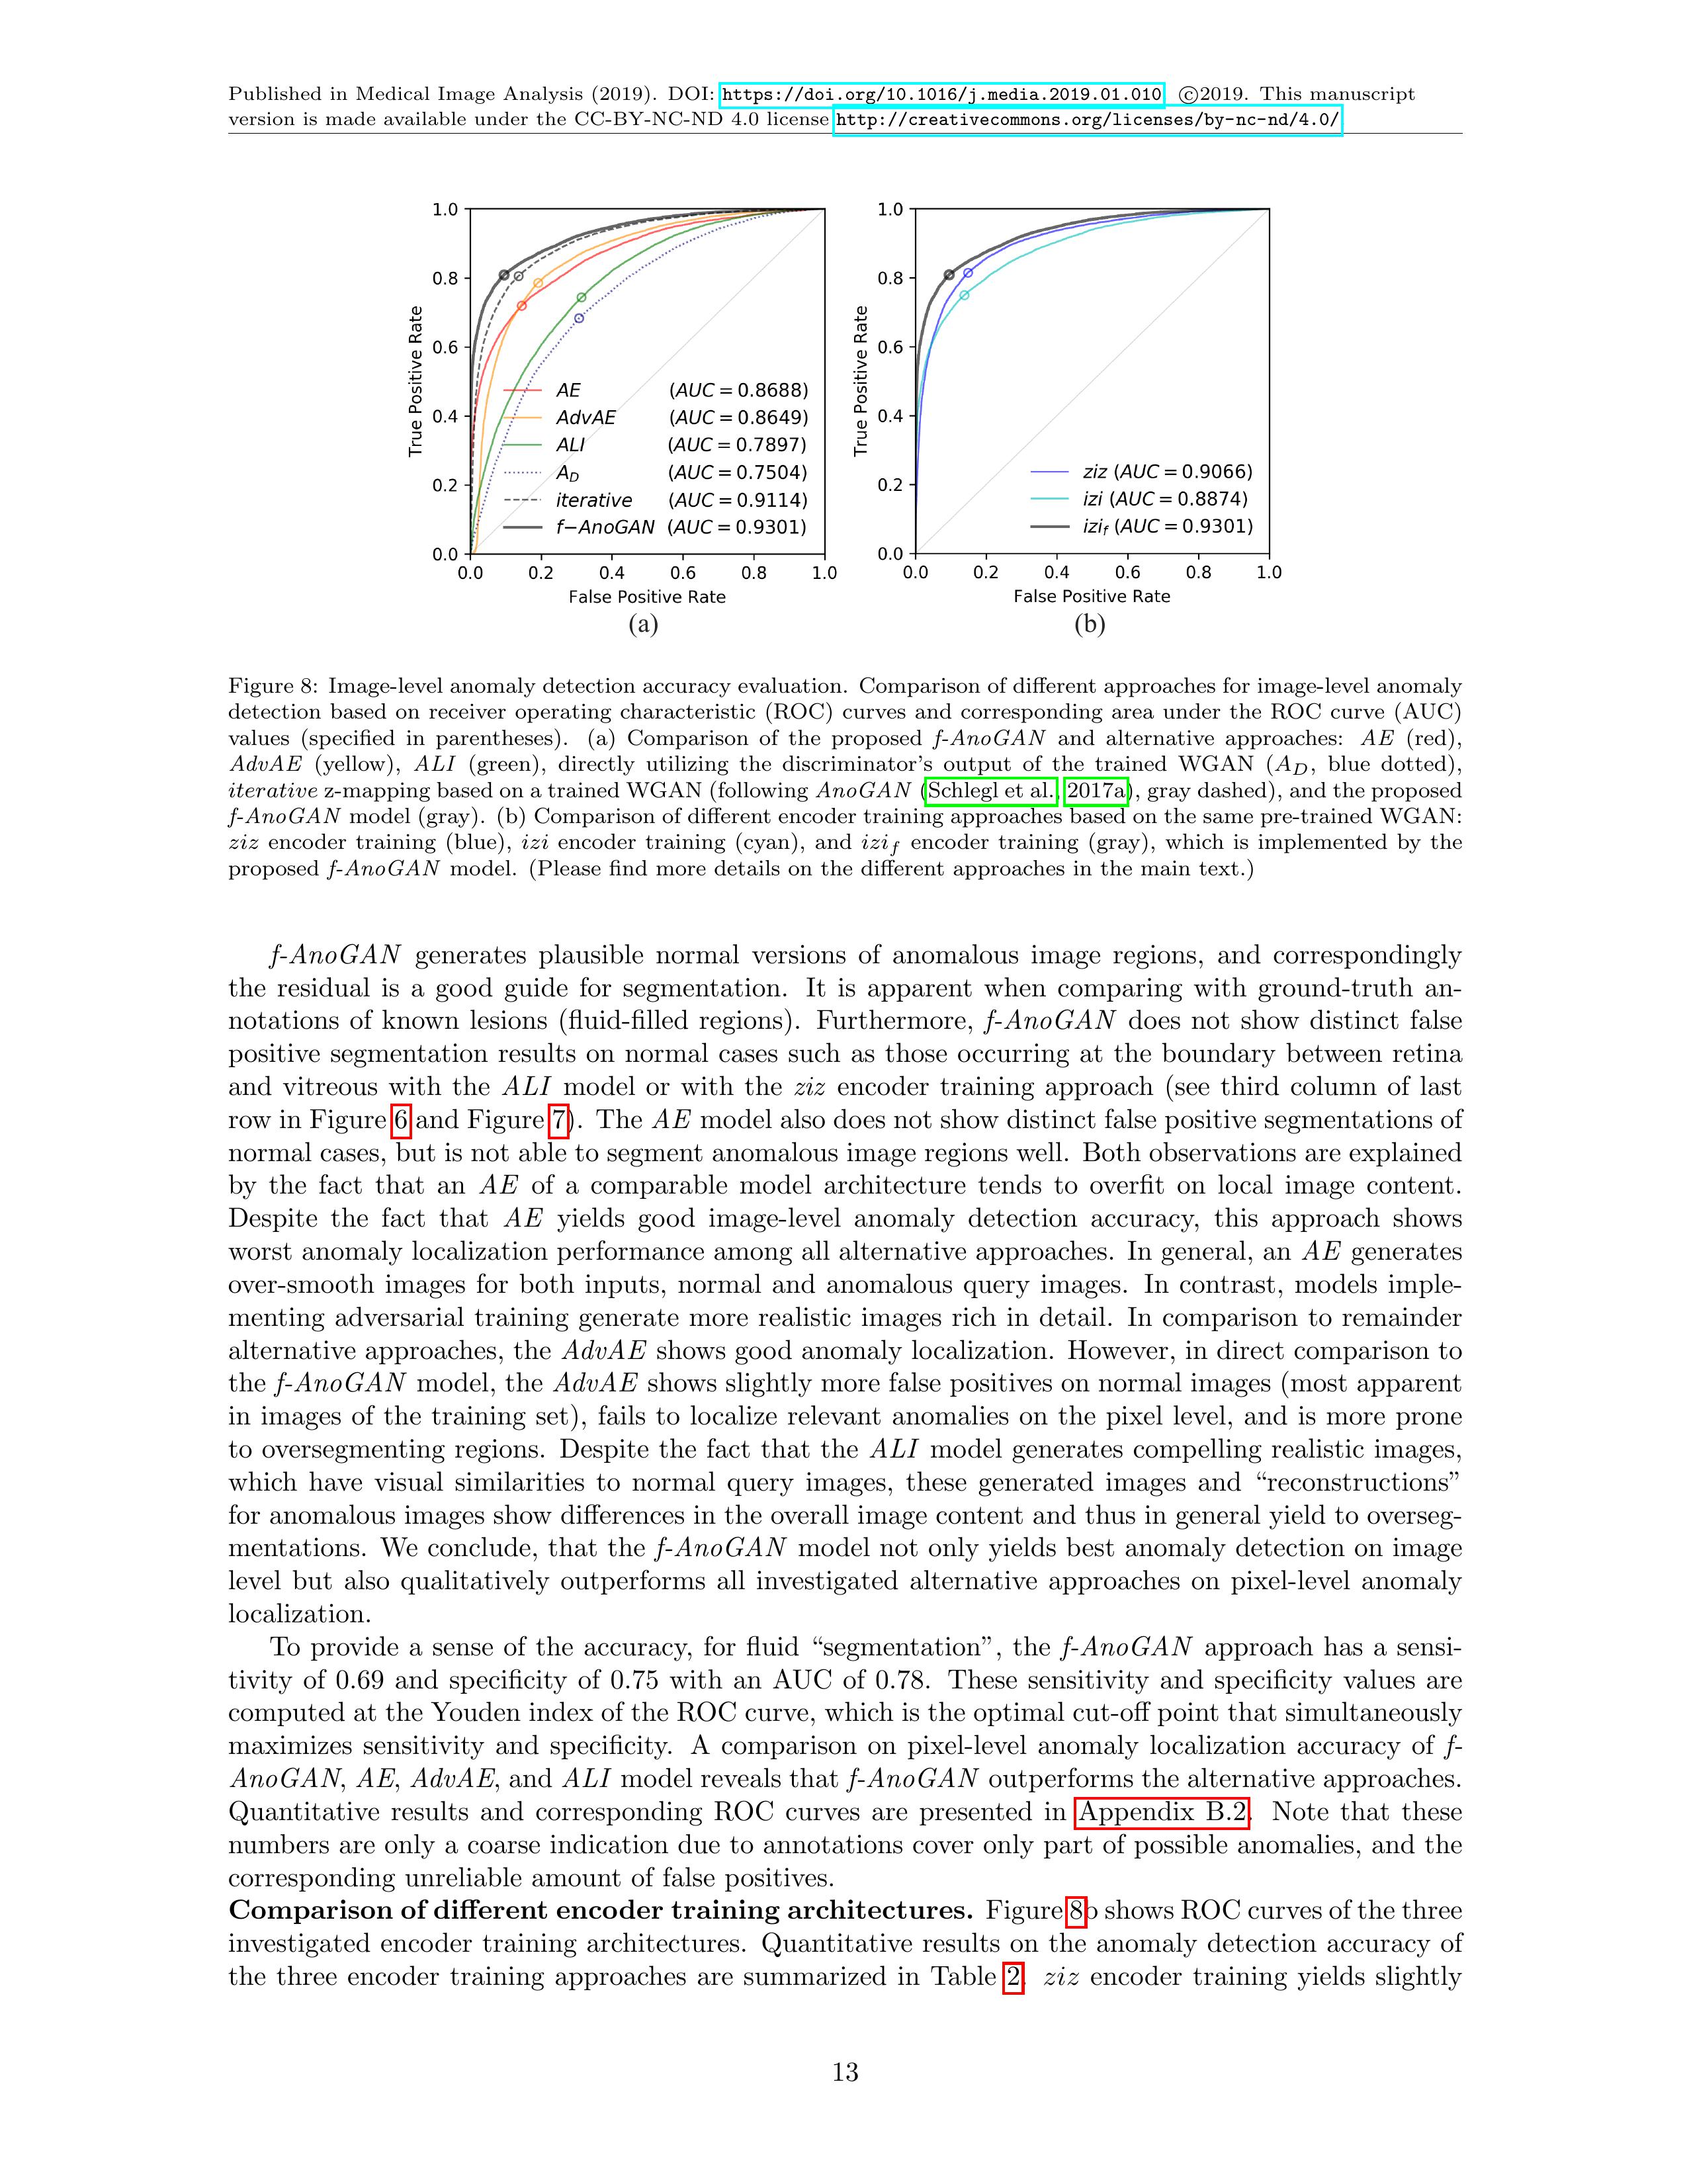 Published in Medical Image Analysis (2019). DOI: https://doi.org/10.1016/j.media.2019.01.010 ©2019. This manuscript
version is made available under the CC-BY-NC-ND 4.0 license http://creativecommons.org/licenses/by-nc-nd/4.0/
1.0
0.8
0.6
0.4
0.2
0.0
True Positive Rate
AE (AUC = 0.8688)
AdvAE (AUC = 0.8649)
ALI (AUC = 0.7897)
A_D (AUC = 0.7504)
iterative (AUC = 0.9114)
f−AnoGAN (AUC = 0.9301)
0.0 0.2 0.4 0.6 0.8 1.0
False Positive Rate
(a)
1.0
0.8
0.6
0.4
0.2
0.0
True Positive Rate
ziz (AUC = 0.9066)
izi (AUC = 0.8874)
izi_f (AUC = 0.9301)
0.0 0.2 0.4 0.6 0.8 1.0
False Positive Rate
(b)
Figure 8: Image-level anomaly detection accuracy evaluation. Comparison of different approaches for image-level anomaly
detection based on receiver operating characteristic (ROC) curves and corresponding area under the ROC curve (AUC)
values (specified in parentheses). (a) Comparison of the proposed f-AnoGAN and alternative approaches: AE (red),
AdvAE (yellow), ALI (green), directly utilizing the discriminator's output of the trained WGAN (A_D, blue dotted),
iterative z-mapping based on a trained WGAN (following AnoGAN (Schlegl et al., 2017a), gray dashed), and the proposed
f-AnoGAN model (gray). (b) Comparison of different encoder training approaches based on the same pre-trained WGAN:
ziz encoder training (blue), izi encoder training (cyan), and izi_f encoder training (gray), which is implemented by the
proposed f-AnoGAN model. (Please find more details on the different approaches in the main text.)
f-AnoGAN generates plausible normal versions of anomalous image regions, and correspondingly
the residual is a good guide for segmentation. It is apparent when comparing with ground-truth an-
notations of known lesions (fluid-filled regions). Furthermore, f-AnoGAN does not show distinct false
positive segmentation results on normal cases such as those occurring at the boundary between retina
and vitreous with the ALI model or with the ziz encoder training approach (see third column of last
row in Figure 6 and Figure 7). The AE model also does not show distinct false positive segmentations of
normal cases, but is not able to segment anomalous image regions well. Both observations are explained
by the fact that an AE of a comparable model architecture tends to overfit on local image content.
Despite the fact that AE yields good image-level anomaly detection accuracy, this approach shows
worst anomaly localization performance among all alternative approaches. In general, an AE generates
over-smooth images for both inputs, normal and anomalous query images. In contrast, models imple-
menting adversarial training generate more realistic images rich in detail. In comparison to remainder
alternative approaches, the AdvAE shows good anomaly localization. However, in direct comparison to
the f-AnoGAN model, the AdvAE shows slightly more false positives on normal images (most apparent
in images of the training set), fails to localize relevant anomalies on the pixel level, and is more prone
to oversegmenting regions. Despite the fact that the ALI model generates compelling realistic images,
which have visual similarities to normal query images, these generated images and “reconstructions”
for anomalous images show differences in the overall image content and thus in general yield to overseg-
mentations. We conclude, that the f-AnoGAN model not only yields best anomaly detection on image
level but also qualitatively outperforms all investigated alternative approaches on pixel-level anomaly
localization.
To provide a sense of the accuracy, for fluid “segmentation”, the f-AnoGAN approach has a sensi-
tivity of 0.69 and specificity of 0.75 with an AUC of 0.78. These sensitivity and specificity values are
computed at the Youden index of the ROC curve, which is the optimal cut-off point that simultaneously
maximizes sensitivity and specificity. A comparison on pixel-level anomaly localization accuracy of f-
AnoGAN, AE, AdvAE, and ALI model reveals that f-AnoGAN outperforms the alternative approaches.
Quantitative results and corresponding ROC curves are presented in Appendix B.2. Note that these
numbers are only a coarse indication due to annotations cover only part of possible anomalies, and the
corresponding unreliable amount of false positives.
Comparison of different encoder training architectures. Figure 8b shows ROC curves of the three
investigated encoder training architectures. Quantitative results on the anomaly detection accuracy of
the three encoder training approaches are summarized in Table 2. ziz encoder training yields slightly
13